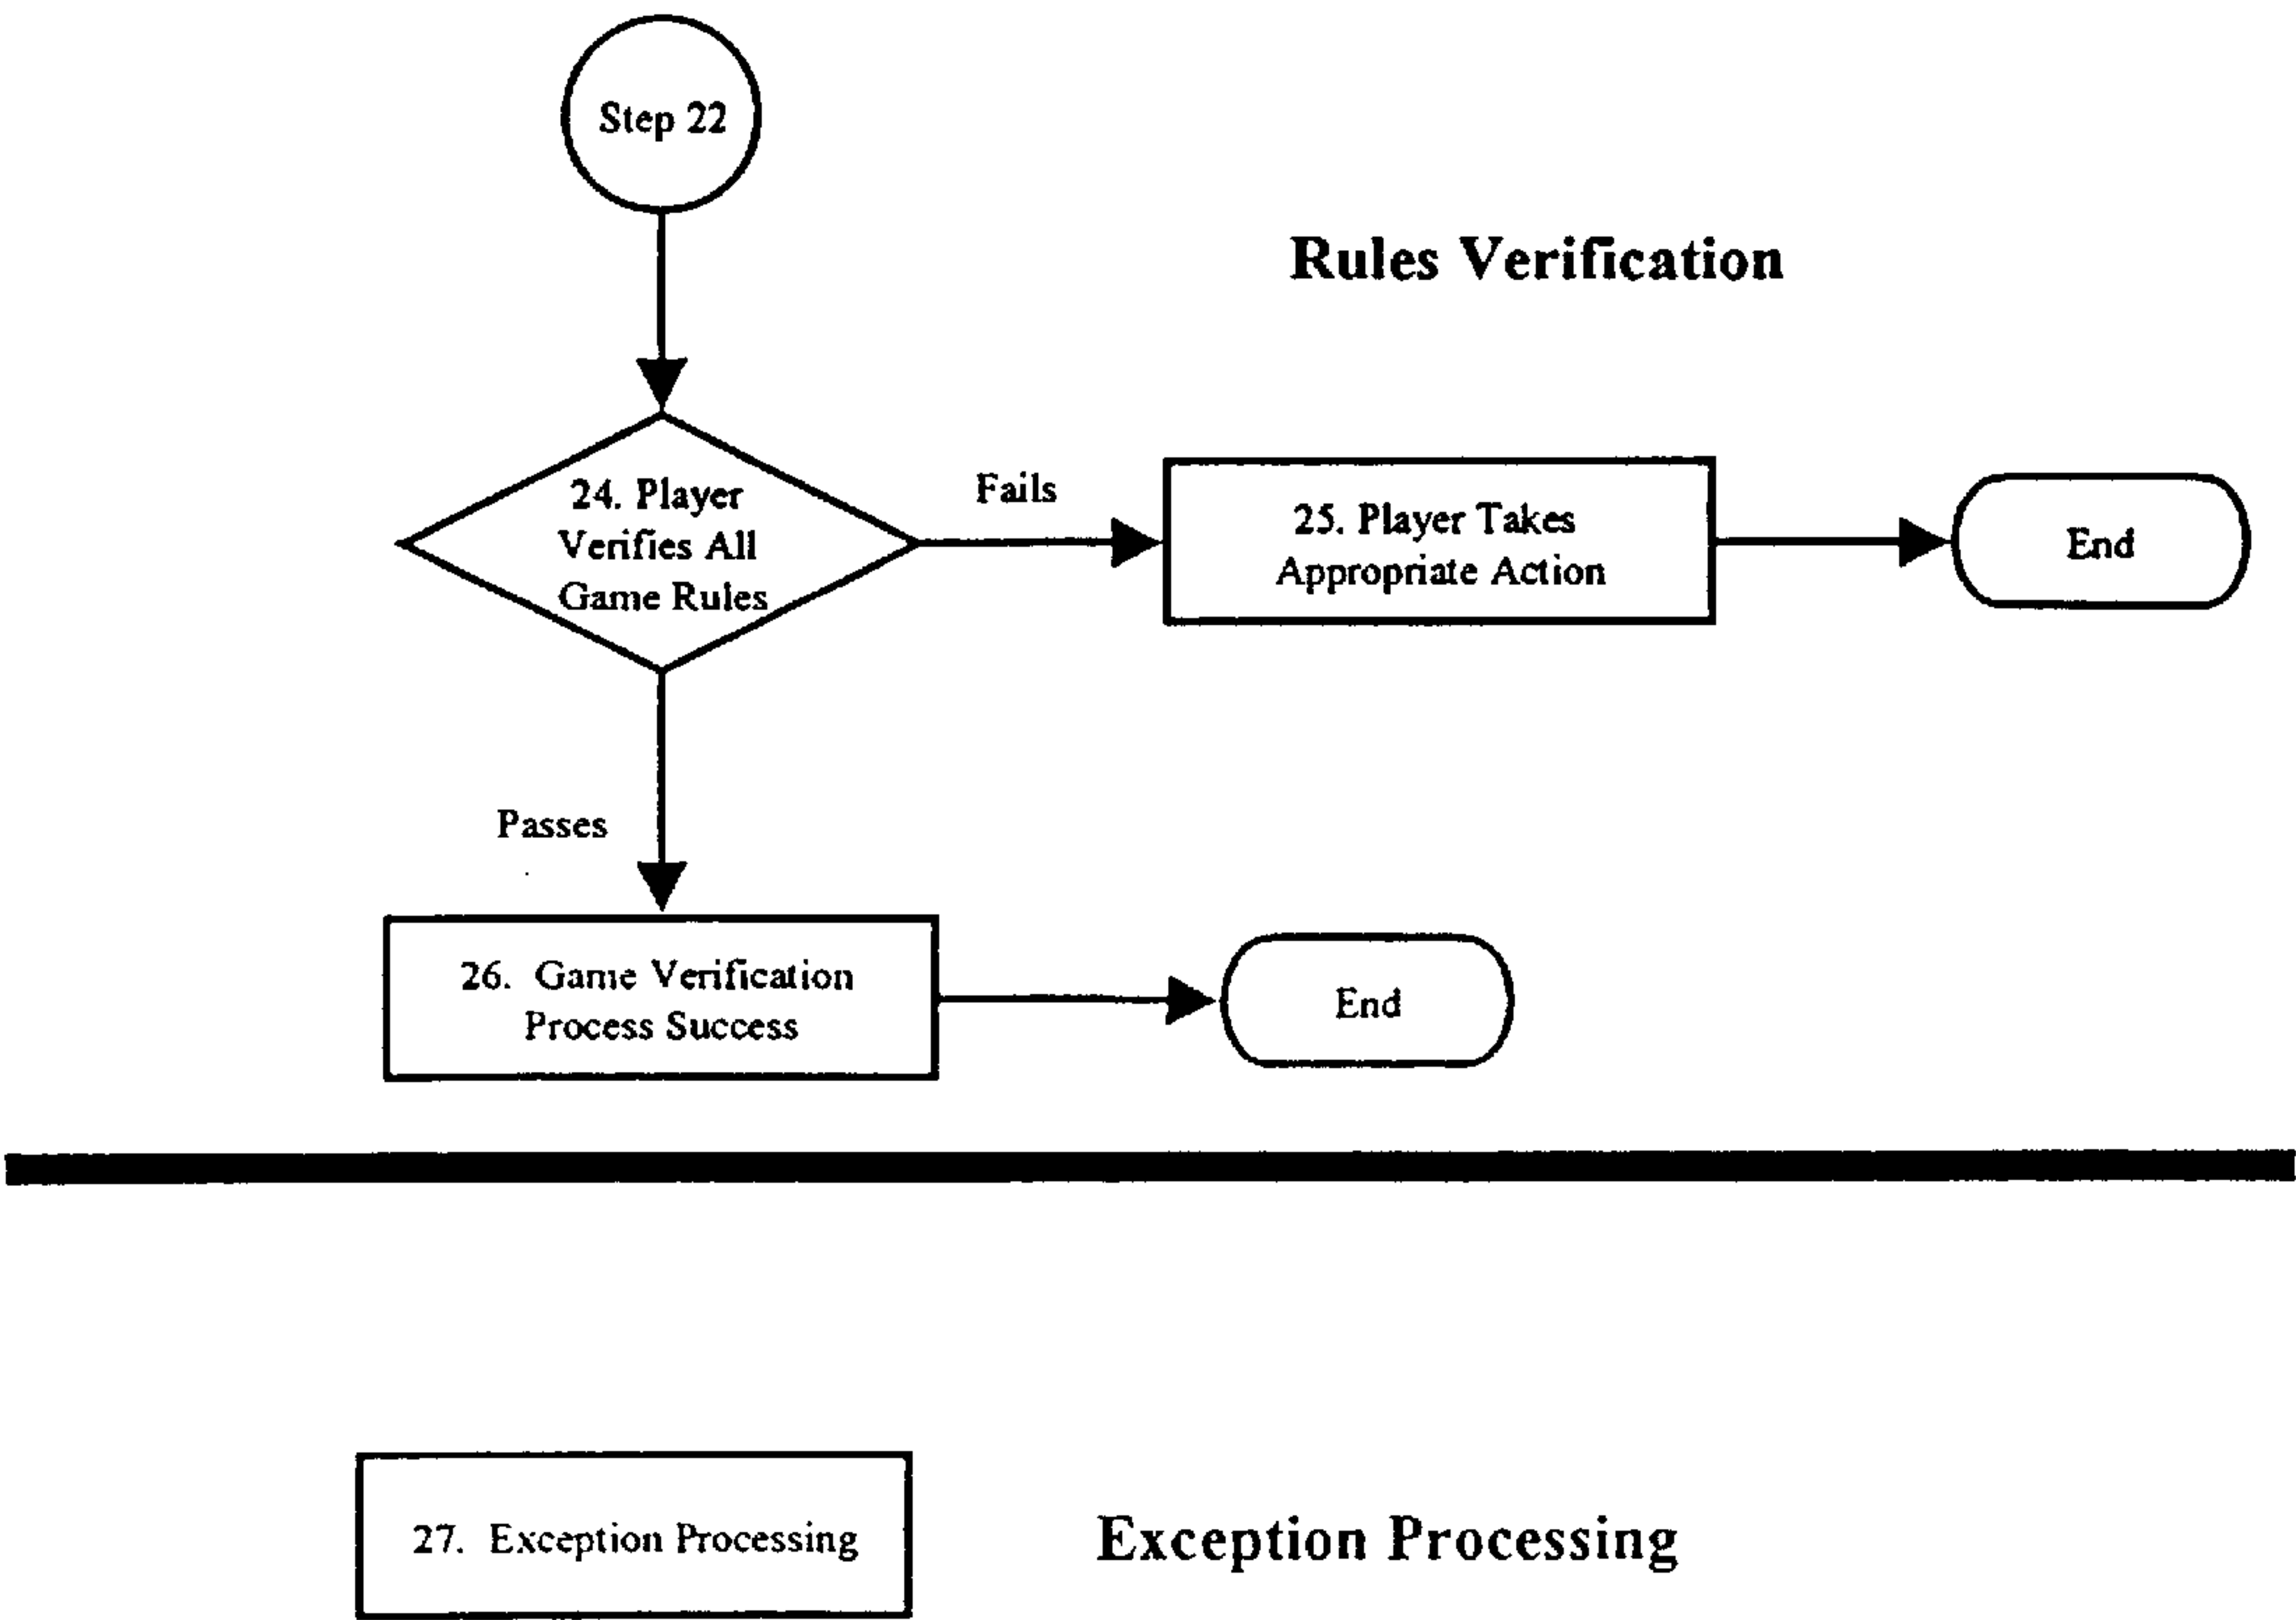 Step 22
Rules Verification
24. Player
Verifies All
Game Rules
Fails
25. Player Takes
Appropriate Action
End
Passes
26. Game Verification
Process Success
End
27. Exception Processing
Exception Processing